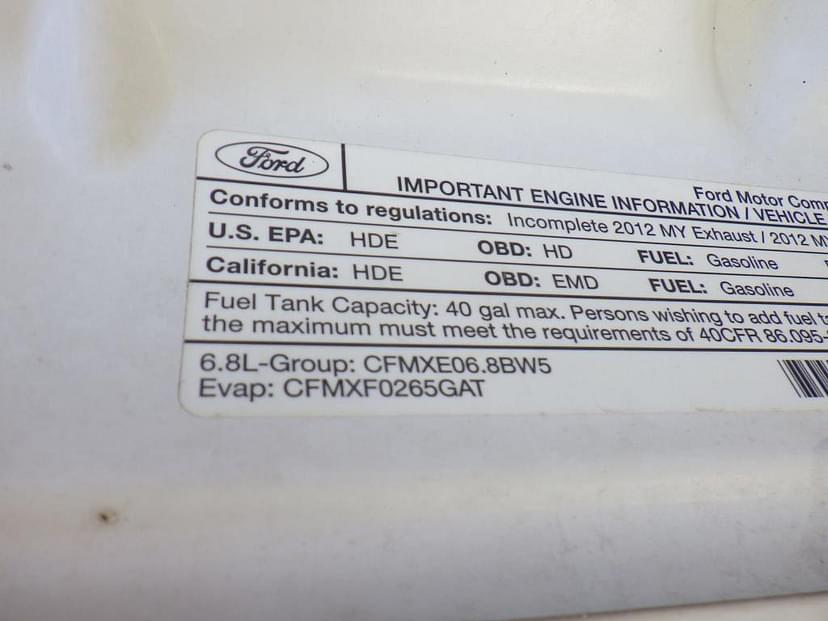 Ford
Ford Motor
IMPORTANT ENGINE INFORMATION / VEHICLE
Conforms to regulations: Incomplete 2012 MY Exhaust / 2012
U.S. EPA: HDE OBD: HD FUEL: Gasoline
California: HDE OBD: EMD FUEL: Gasoline
Fuel Tank Capacity: 40 gal max. Persons wishing to add fuel
the maximum must meet the requirements of 40CFR 86.095-
6.8L-Group: CFMXE06.8BW5
Evap: CFMXF0265GAT